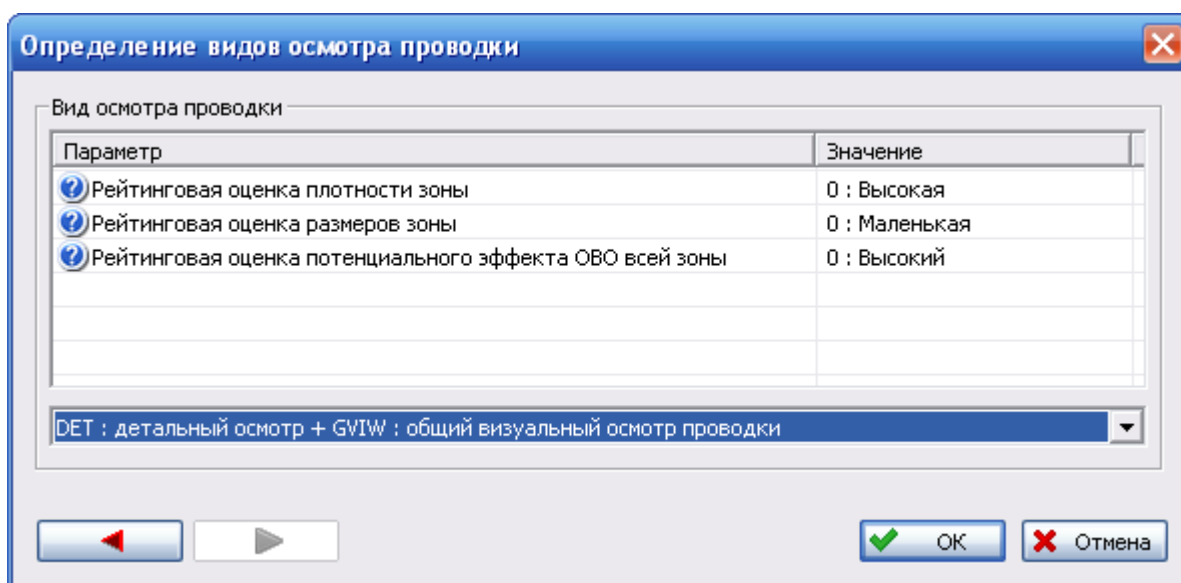 Определение видов осмотра проводки
Вид осмотра проводки
Параметр Значение
Рейтинговая оценка плотности зоны 0 : Высокая
Рейтинговая оценка размеров зоны 0 : Маленькая
Рейтинговая оценка потенциального эффекта ОВО всей зоны 0 : Высокий
DET : детальный осмотр + GVIW : общий визуальный осмотр проводки
ОК Отмена